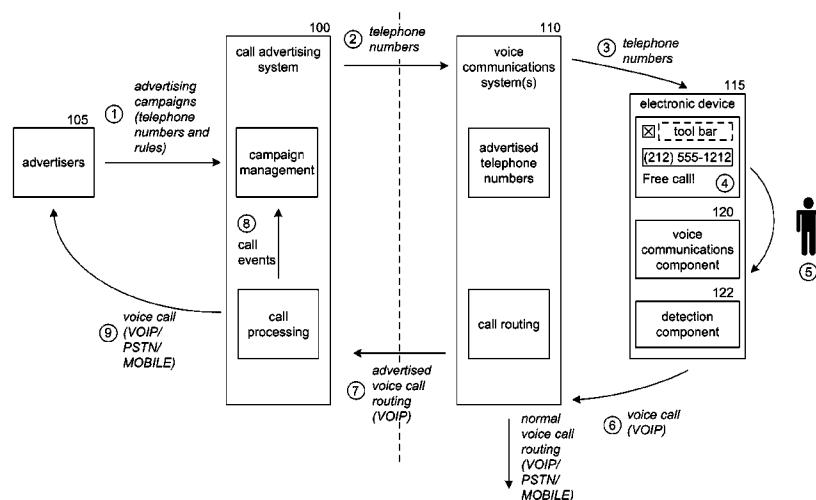 100
call advertising
system
campaign
management
8
call
events
call
processing
105
advertisers
1
advertising
campaigns
(telephone
numbers and
rules)
9
voice call
(VOIP/
PSTN/
MOBILE)
2
telephone
numbers
7
advertised
voice call
routing
(VOIP)
110
voice
communications
system(s)
advertised
telephone
numbers
call routing
normal
voice call
routing
(VOIP/
PSTN/
MOBILE)
3
telephone
numbers
115
electronic device
tool bar
(212) 555-1212
Free call!
4
120
voice
communications
component
122
detection
component
5
6
voice call
(VOIP)